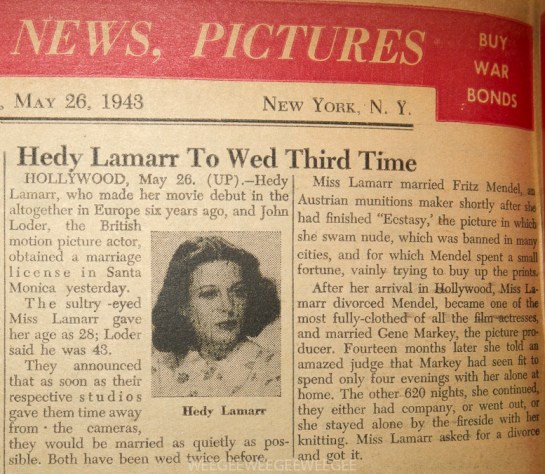 NEWS, PICTURES
BUY
WAR
BONDS
, MAY 26, 1943
NEW YORK, N. Y.
Hedy Lamarr To Wed Third Time
HOLLYWOOD, May 26. (UP).—Hedy
Lamarr, who made her movie debut in the
altogether in Europe six years ago, and John
Loder, the British
motion picture actor,
obtained a marriage
license in Santa
Monica yesterday.
The sultry-eyed
Miss Lamarr gave
her age as 28; Loder
said he was 43.
They announced
that as soon as their
respective studios
gave them time away
from the cameras,
they would be married as quietly as pos-
sible. Both have been wed twice before.
Hedy Lamarr
Miss Lamarr married Fritz Mendel, an
Austrian munitions maker shortly after she
had finished "Ecstasy,' the picture in which
she swam nude, which was banned in many
cities, and for which Mendel spent a small
fortune, vainly trying to buy up the prints.
After her arrival in Hollywood, Miss La-
marr divorced Mendel, became one of the
most fully-clothed of all the film actresses,
and married Gene Markey, the picture pro-
ducer. Fourteen months later she told an
amazed judge that Markey had seen fit to
spend only four evenings with her alone at
home. The other 620 nights, she continued,
they either had company, or went out, or
she stayed alone by the fireside with her
knitting. Miss Lamarr asked for a divorce
and got it.
WEEGEEWEEGEEWEEGEE